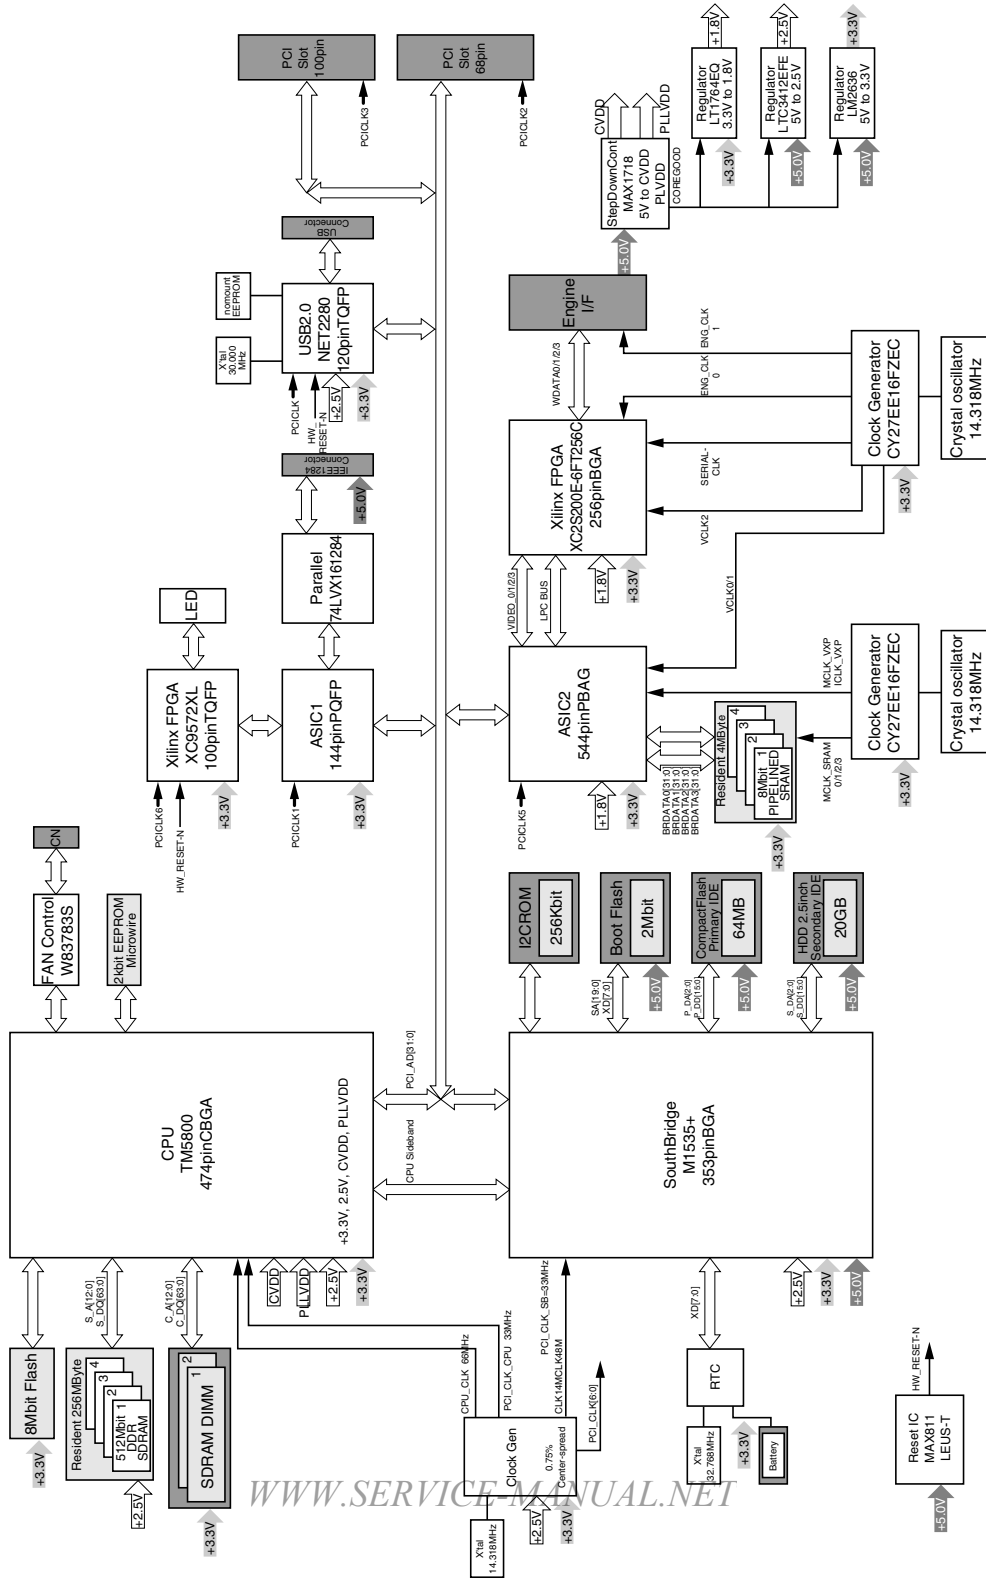 8Mbit Flash
+3.3V
Resident 256MByte
4
3
2
512Mbit 1
DDR
SDRAM
+2.5V
SDRAM DIMM
2
1
+3.3V
S_A[12:0]
S_DQ[63:0]
C_A[12:0]
C_DQ[63:0]
CPU
TM5800
474pinCBGA
+3.3V, 2.5V, CVDD, PLLVDD
CVDD
PLLVDD
+2.5V
+3.3V
FAN Control
W83783S
CN
2kbit EEPROM
Microwire
CPU Sideband
PCI_AD[31:0]
CPU_CLK 66MHz
PCI_CLK_CPU 33MHz
PCI_CLK_SB=33MHz
CLK14MCLK48M
PCI_CLK[6:0]
Clock Gen
0.75%
Center-spread
X'tal
14.318MHz
+2.5V
+3.3V
SouthBridge
M1535+
353pinBGA
+2.5V
+3.3V
+5.0V
XD[7:0]
RTC
X'tal
32.768MHz
+3.3V
Battery
Reset IC
MAX811
LEUS-T
+5.0V
HW_RESET-N
I2CROM
256Kbit
Boot Flash
2Mbit
SA[19:0]
XD[7:0]
+5.0V
CompactFlash
Primary IDE
64MB
P_DA[2:0]
P_DD[15:0]
+5.0V
HDD 2.5inch
Secondary IDE
20GB
S_DA[2:0]
S_DD[15:0]
+5.0V
Xilinx FPGA
XC9572XL
100pinTQFP
LED
PCICLK6
HW_RESET-N
+3.3V
ASIC1
144pinPQFP
PCICLK1
+3.3V
Parallel
74LVX161284
IEEE1284
Connector
+5.0V
USB2.0
NET2280
120pinTQFP
USB
Connector
nomount
EEPROM
X'tal
30.000
MHz
PCICLK
HW_
RESET-N
+2.5V
+3.3V
PCI
Slot
100pin
PCICLK3
PCI
Slot
68pin
PCICLK2
ASIC2
544pinPBAG
PCICLK5
+1.8V
+3.3V
BRDATA0[31:0]
BRDATA1[31:0]
BRDATA2[31:0]
BRDATA3[31:0]
Resident 4MByte
4
3
2
8Mbit 1
PIPELINED
SRAM
+3.3V
VIDEO_0/1/2/3
LPC BUS
Xilinx FPGA
XC2S200E-6FT256C
256pinBGA
+1.8V
+3.3V
WDATA0/1/2/3
Engine
I/F
ENG_CLK
1
ENG_CLK
0
SERIAL-
CLK
VCLK2
VCLK0/1
Clock Generator
CY27EE16FZEC
+3.3V
Crystal oscillator
14.318MHz
MCLK_VXP
ICLK_VXP
MCLK_SRAM
0/1/2/3
Clock Generator
CY27EE16FZEC
+3.3V
Crystal oscillator
14.318MHz
StepDownCont
MAX1718
5V to CVDD
PLVDD
+5.0V
CVDD
PLLVDD
COREGOOD
Regulator
LT1764EQ
3.3V to 1.8V
+3.3V
+1.8V
Regulator
LTC3412EFE
5V to 2.5V
+5.0V
+2.5V
Regulator
LM2636
5V to 3.3V
+5.0V
+3.3V
WWW.SERVICE-MANUAL.NET